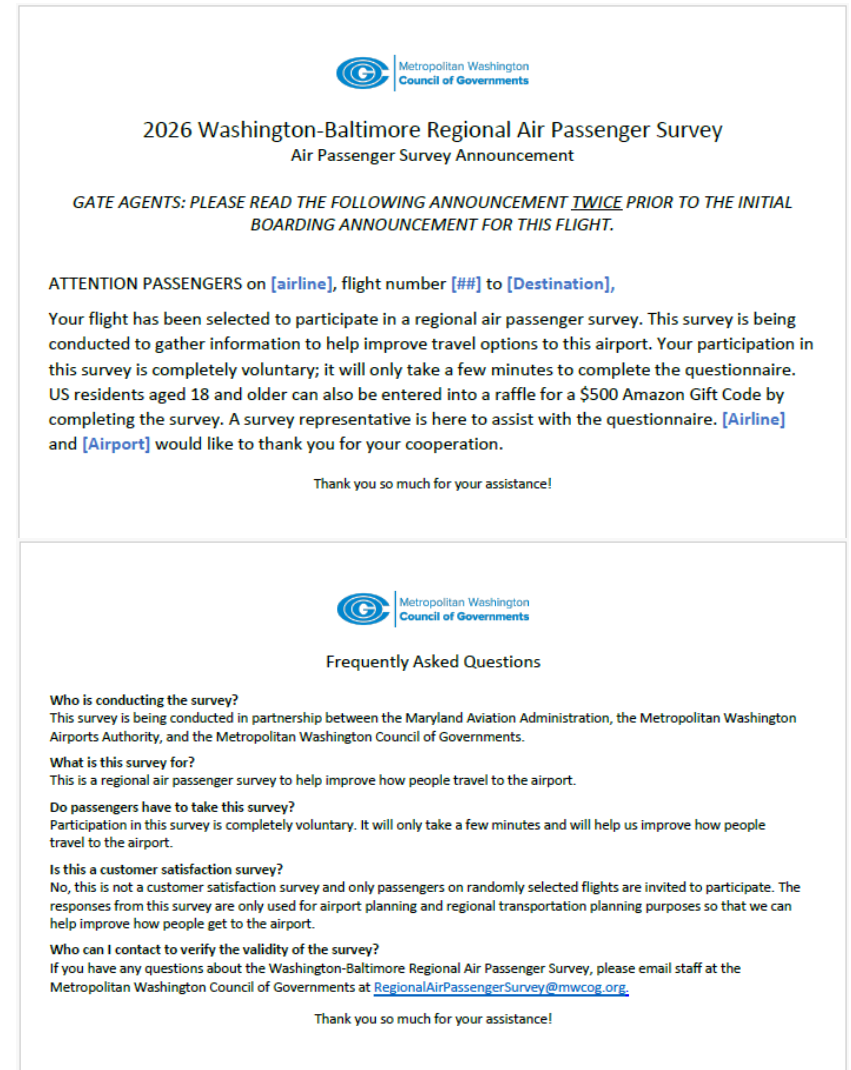 Metropolitan Washington
Council of Governments
2026 Washington-Baltimore Regional Air Passenger Survey
Air Passenger Survey Announcement
GATE AGENTS: PLEASE READ THE FOLLOWING ANNOUNCEMENT TWICE PRIOR TO THE INITIAL
BOARDING ANNOUNCEMENT FOR THIS FLIGHT.
ATTENTION PASSENGERS on [airline], flight number [##] to [Destination],
Your flight has been selected to participate in a regional air passenger survey. This survey is being
conducted to gather information to help improve travel options to this airport. Your participation in
this survey is completely voluntary; it will only take a few minutes to complete the questionnaire.
US residents aged 18 and older can also be entered into a raffle for a $500 Amazon Gift Code by
completing the survey. A survey representative is here to assist with the questionnaire. [Airline]
and [Airport] would like to thank you for your cooperation.
Thank you so much for your assistance!
Metropolitan Washington
Council of Governments
Frequently Asked Questions
Who is conducting the survey?
This survey is being conducted in partnership between the Maryland Aviation Administration, the Metropolitan Washington
Airports Authority, and the Metropolitan Washington Council of Governments.
What is this survey for?
This is a regional air passenger survey to help improve how people travel to the airport.
Do passengers have to take this survey?
Participation in this survey is completely voluntary. It will only take a few minutes and will help us improve how people
travel to the airport.
Is this a customer satisfaction survey?
No, this is not a customer satisfaction survey and only passengers on randomly selected flights are invited to participate. The
responses from this survey are only used for airport planning and regional transportation planning purposes so that we can
help improve how people get to the airport.
Who can I contact to verify the validity of the survey?
If you have any questions about the Washington-Baltimore Regional Air Passenger Survey, please email staff at the
Metropolitan Washington Council of Governments at RegionalAirPassengerSurvey@mwcog.org.
Thank you so much for your assistance!